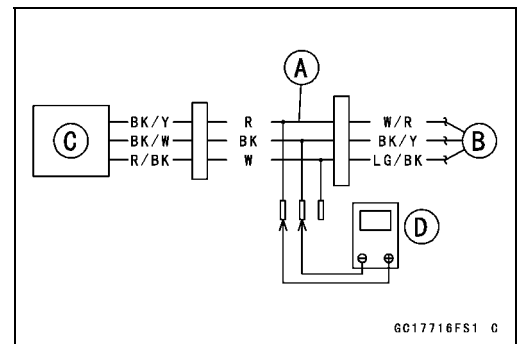 A
BK/Y R W/R
C BK/W BK BK/Y B
R/BK W LG/BK
D
⊖ ⊕
GC17716FS1 C